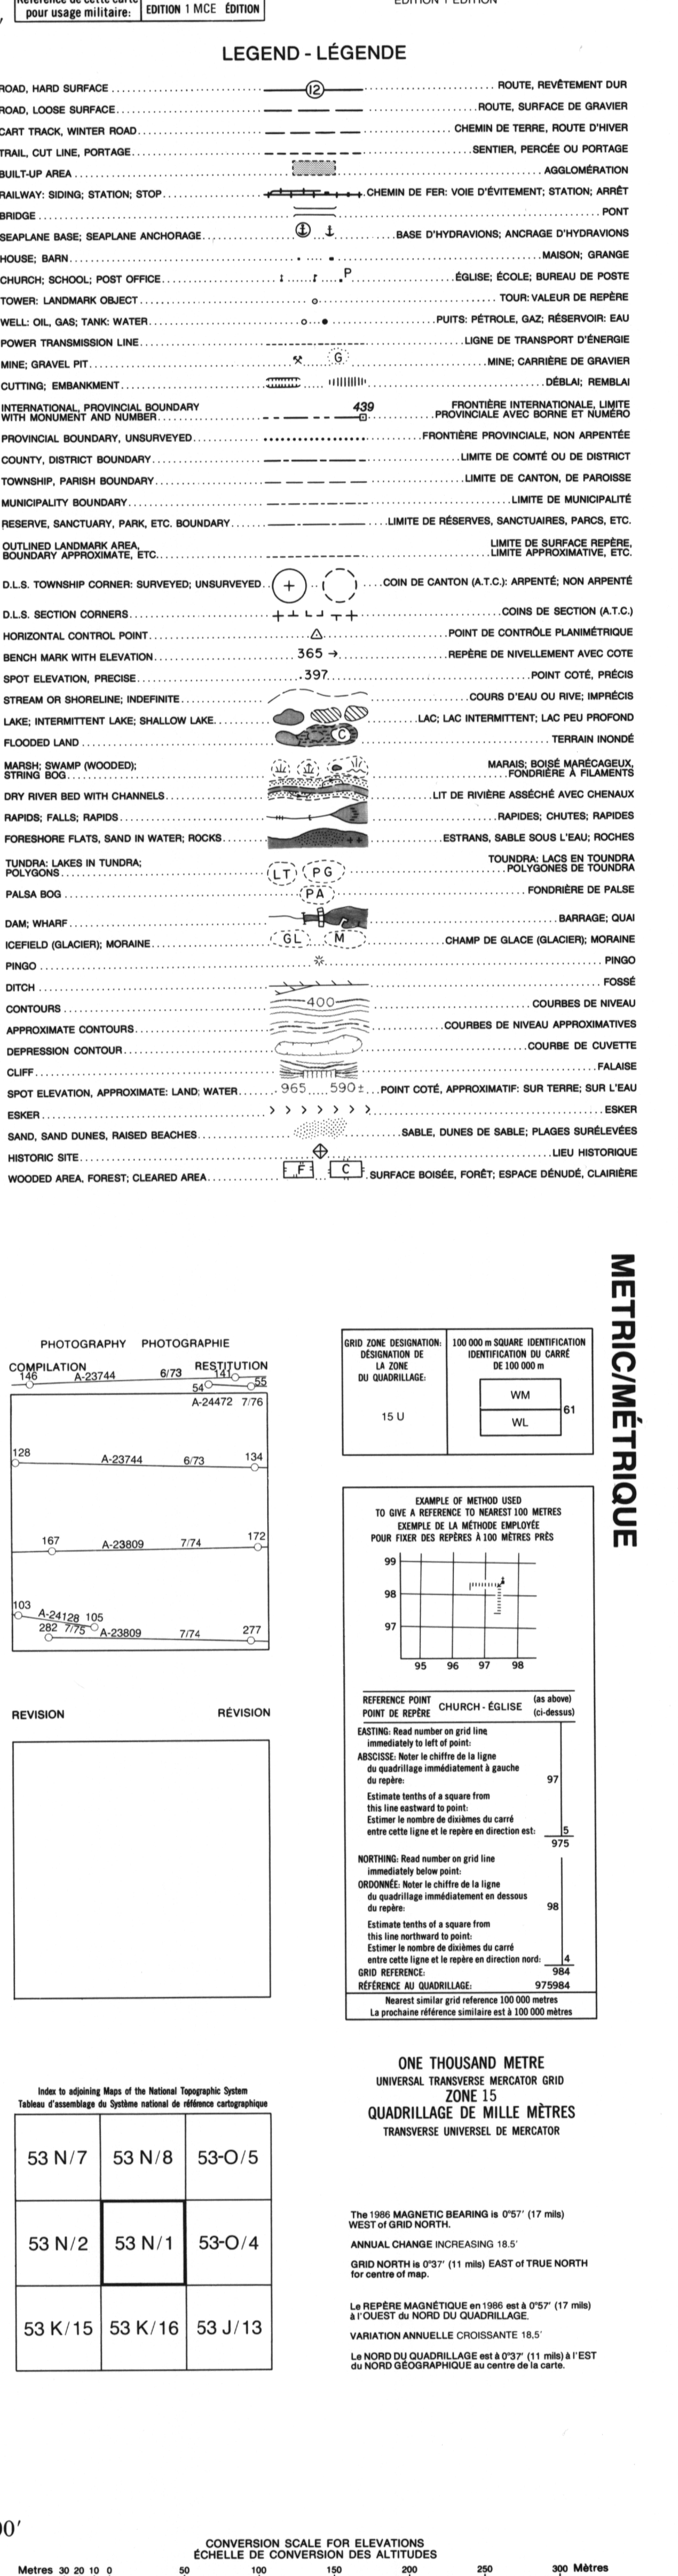 pour usage militaire: EDITION 1 MCE ÉDITION
LEGEND - LÉGENDE
ROAD, HARD SURFACE 12 ROUTE, REVÊTEMENT DUR
ROAD, LOOSE SURFACE ROUTE, SURFACE DE GRAVIER
CART TRACK, WINTER ROAD CHEMIN DE TERRE, ROUTE D'HIVER
TRAIL, CUT LINE, PORTAGE SENTIER, PERCÉE OU PORTAGE
BUILT-UP AREA AGGLOMÉRATION
RAILWAY: SIDING; STATION; STOP CHEMIN DE FER: VOIE D'ÉVITEMENT; STATION; ARRÊT
BRIDGE PONT
SEAPLANE BASE; SEAPLANE ANCHORAGE BASE D'HYDRAVIONS; ANCRAGE D'HYDRAVIONS
HOUSE; BARN MAISON; GRANGE
CHURCH; SCHOOL; POST OFFICE P ÉGLISE; ÉCOLE; BUREAU DE POSTE
TOWER: LANDMARK OBJECT TOUR: VALEUR DE REPÈRE
WELL: OIL, GAS; TANK: WATER PUITS: PÉTROLE, GAZ; RÉSERVOIR: EAU
POWER TRANSMISSION LINE LIGNE DE TRANSPORT D'ÉNERGIE
MINE; GRAVEL PIT G MINE; CARRIÈRE DE GRAVIER
CUTTING; EMBANKMENT DÉBLAI; REMBLAI
INTERNATIONAL, PROVINCIAL BOUNDARY 439 FRONTIÈRE INTERNATIONALE, LIMITE
WITH MONUMENT AND NUMBER PROVINCIALE AVEC BORNE ET NUMÉRO
PROVINCIAL BOUNDARY, UNSURVEYED FRONTIÈRE PROVINCIALE, NON ARPENTÉE
COUNTY, DISTRICT BOUNDARY LIMITE DE COMTÉ OU DE DISTRICT
TOWNSHIP, PARISH BOUNDARY LIMITE DE CANTON, DE PAROISSE
MUNICIPALITY BOUNDARY LIMITE DE MUNICIPALITÉ
RESERVE, SANCTUARY, PARK, ETC. BOUNDARY LIMITE DE RÉSERVES, SANCTUAIRES, PARCS, ETC.
OUTLINED LANDMARK AREA, LIMITE DE SURFACE REPÈRE,
BOUNDARY APPROXIMATE, ETC. LIMITE APPROXIMATIVE, ETC.
D.L.S. TOWNSHIP CORNER: SURVEYED; UNSURVEYED COIN DE CANTON (A.T.C.): ARPENTÉ; NON ARPENTÉ
D.L.S. SECTION CORNERS COINS DE SECTION (A.T.C.)
HORIZONTAL CONTROL POINT POINT DE CONTRÔLE PLANIMÉTRIQUE
BENCH MARK WITH ELEVATION 365 → REPÈRE DE NIVELLEMENT AVEC COTE
SPOT ELEVATION, PRECISE .397 POINT COTÉ, PRÉCIS
STREAM OR SHORELINE; INDEFINITE COURS D'EAU OU RIVE; IMPRÉCIS
LAKE; INTERMITTENT LAKE; SHALLOW LAKE LAC; LAC INTERMITTENT; LAC PEU PROFOND
FLOODED LAND C TERRAIN INONDÉ
MARSH; SWAMP (WOODED); MARAIS; BOISÉ MARÉCAGEUX,
STRING BOG FONDRIÈRE À FILAMENTS
DRY RIVER BED WITH CHANNELS LIT DE RIVIÈRE ASSÉCHÉ AVEC CHENAUX
RAPIDS; FALLS; RAPIDS RAPIDES; CHUTES; RAPIDES
FORESHORE FLATS, SAND IN WATER; ROCKS ESTRANS, SABLE SOUS L'EAU; ROCHES
TUNDRA: LAKES IN TUNDRA; TOUNDRA: LACS EN TOUNDRA
POLYGONS LT PG POLYGONES DE TOUNDRA
PALSA BOG PA FONDRIÈRE DE PALSE
DAM; WHARF BARRAGE; QUAI
ICEFIELD (GLACIER); MORAINE GL M CHAMP DE GLACE (GLACIER); MORAINE
PINGO PINGO
DITCH FOSSÉ
CONTOURS 400 COURBES DE NIVEAU
APPROXIMATE CONTOURS COURBES DE NIVEAU APPROXIMATIVES
DEPRESSION CONTOUR COURBE DE CUVETTE
CLIFF FALAISE
SPOT ELEVATION, APPROXIMATE: LAND; WATER . 965 590± POINT COTÉ, APPROXIMATIF: SUR TERRE; SUR L'EAU
ESKER > > > > > > > ESKER
SAND, SAND DUNES, RAISED BEACHES SABLE, DUNES DE SABLE; PLAGES SURÉLEVÉES
HISTORIC SITE LIEU HISTORIQUE
WOODED AREA, FOREST; CLEARED AREA F C SURFACE BOISÉE, FORÊT; ESPACE DÉNUDÉ, CLAIRIÈRE
METRIC/MÉTRIQUE
PHOTOGRAPHY PHOTOGRAPHIE
COMPILATION RESTITUTION
146 A-23744 6/73 141
54 55
A-24472 7/76
128 A-23744 6/73 134
167 A-23809 7/74 172
103 A-24128 105
282 7/75 A-23809 7/74 277
REVISION RÉVISION
GRID ZONE DESIGNATION:
DÉSIGNATION DE
LA ZONE
DU QUADRILLAGE:
15 U
100 000 m SQUARE IDENTIFICATION
IDENTIFICATION DU CARRÉ
DE 100 000 m
WM
61
WL
EXAMPLE OF METHOD USED
TO GIVE A REFERENCE TO NEAREST 100 METRES
EXEMPLE DE LA MÉTHODE EMPLOYÉE
POUR FIXER DES REPÈRES À 100 MÈTRES PRÈS
99
98
97
95 96 97 98
REFERENCE POINT CHURCH - ÉGLISE (as above)
POINT DE REPÈRE (ci-dessus)
EASTING: Read number on grid line
immediately to left of point:
ABSCISSE: Noter le chiffre de la ligne
du quadrillage immédiatement à gauche
du repère: 97
Estimate tenths of a square from
this line eastward to point:
Estimer le nombre de dixièmes du carré
entre cette ligne et le repère en direction est: 5
975
NORTHING: Read number on grid line
immediately below point:
ORDONNÉE: Noter le chiffre de la ligne
du quadrillage immédiatement en dessous
du repère: 98
Estimate tenths of a square from
this line northward to point:
Estimer le nombre de dixièmes du carré
entre cette ligne et le repère en direction nord: 4
GRID REFERENCE: 984
RÉFÉRENCE AU QUADRILLAGE: 975984
Nearest similar grid reference 100 000 metres
La prochaine référence similaire est à 100 000 mètres
Index to adjoining Maps of the National Topographic System
Tableau d'assemblage du Système national de référence cartographique
53 N/7 53 N/8 53-O/5
53 N/2 53 N/1 53-O/4
53 K/15 53 K/16 53 J/13
ONE THOUSAND METRE
UNIVERSAL TRANSVERSE MERCATOR GRID
ZONE 15
QUADRILLAGE DE MILLE MÈTRES
TRANSVERSE UNIVERSEL DE MERCATOR
The 1986 MAGNETIC BEARING is 0°57' (17 mils)
WEST of GRID NORTH.
ANNUAL CHANGE INCREASING 18.5'
GRID NORTH is 0°37' (11 mils) EAST of TRUE NORTH
for centre of map.
Le REPÈRE MAGNÉTIQUE en 1986 est à 0°57' (17 mils)
à l'OUEST du NORD DU QUADRILLAGE.
VARIATION ANNUELLE CROISSANTE 18,5'
Le NORD DU QUADRILLAGE est à 0°37' (11 mils) à l'EST
du NORD GÉOGRAPHIQUE au centre de la carte.
CONVERSION SCALE FOR ELEVATIONS
ÉCHELLE DE CONVERSION DES ALTITUDES
Metres 30 20 10 0 50 100 150 200 250 300 Mètres